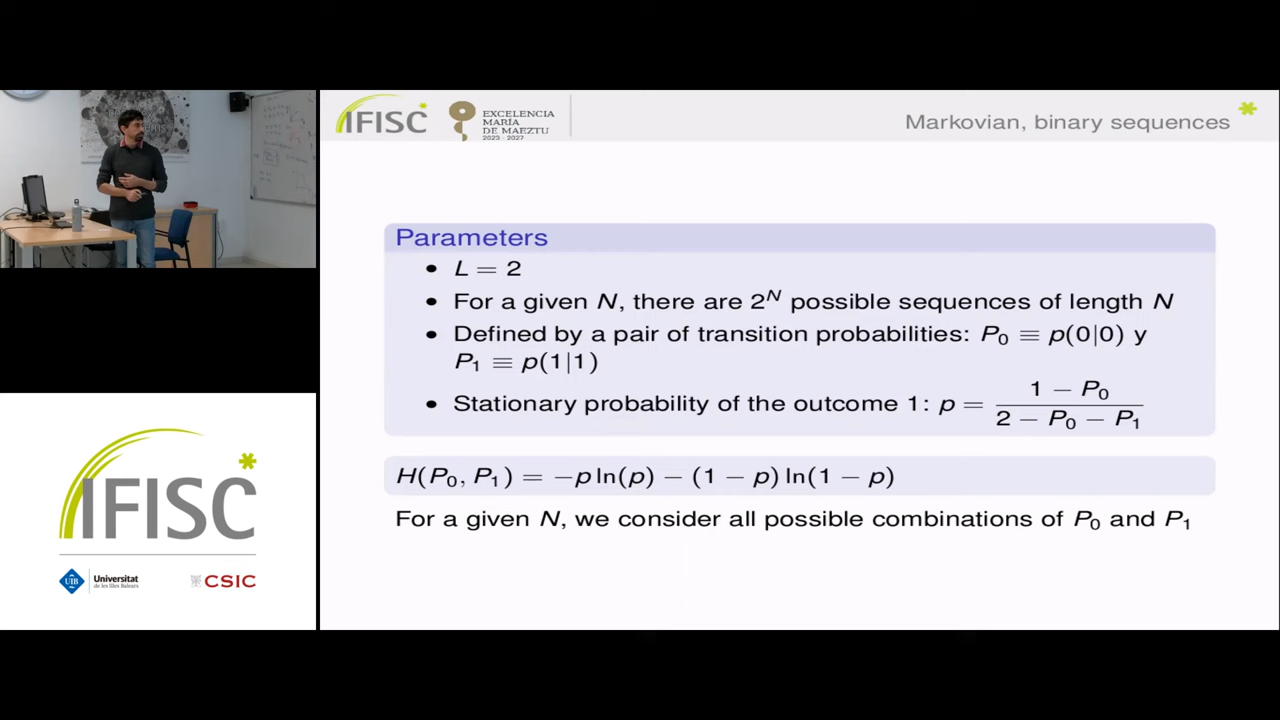 IFISC
EXCELENCIA
MARÍA
DE MAEZTU
2023 - 2027
Markovian, binary sequences
Parameters
• L = 2
• For a given N, there are 2^N possible sequences of length N
• Defined by a pair of transition probabilities: P₀ ≡ p(0|0) y
P₁ ≡ p(1|1)
• Stationary probability of the outcome 1: p = (1 − P₀) / (2 − P₀ − P₁)
H(P₀, P₁) = −p ln(p) − (1 − p) ln(1 − p)
For a given N, we consider all possible combinations of P₀ and P₁
IFISC
UIB
Universitat
de les Illes Balears
CSIC